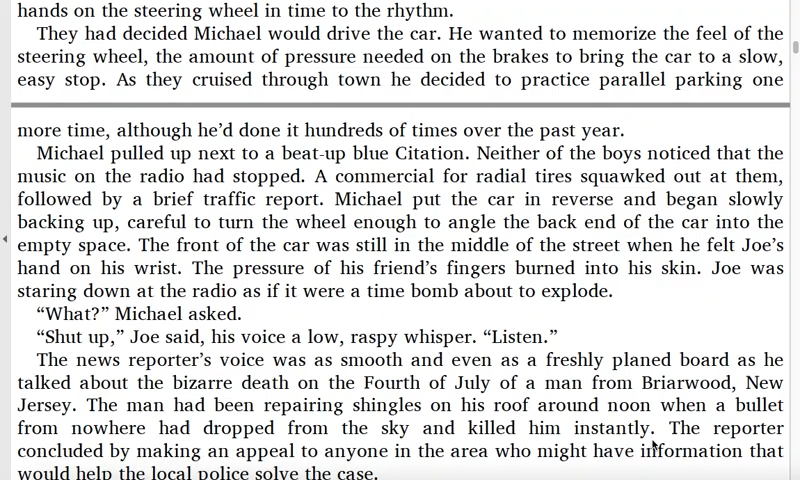 hands on the steering wheel in time to the rhythm.
They had decided Michael would drive the car. He wanted to memorize the feel of the
steering wheel, the amount of pressure needed on the brakes to bring the car to a slow,
easy stop. As they cruised through town he decided to practice parallel parking one
more time, although he’d done it hundreds of times over the past year.
Michael pulled up next to a beat-up blue Citation. Neither of the boys noticed that the
music on the radio had stopped. A commercial for radial tires squawked out at them,
followed by a brief traffic report. Michael put the car in reverse and began slowly
backing up, careful to turn the wheel enough to angle the back end of the car into the
empty space. The front of the car was still in the middle of the street when he felt Joe’s
hand on his wrist. The pressure of his friend’s fingers burned into his skin. Joe was
staring down at the radio as if it were a time bomb about to explode.
“What?” Michael asked.
“Shut up,” Joe said, his voice a low, raspy whisper. “Listen.”
The news reporter’s voice was as smooth and even as a freshly planed board as he
talked about the bizarre death on the Fourth of July of a man from Briarwood, New
Jersey. The man had been repairing shingles on his roof around noon when a bullet
from nowhere had dropped from the sky and killed him instantly. The reporter
concluded by making an appeal to anyone in the area who might have information that
would help the local police solve the case.